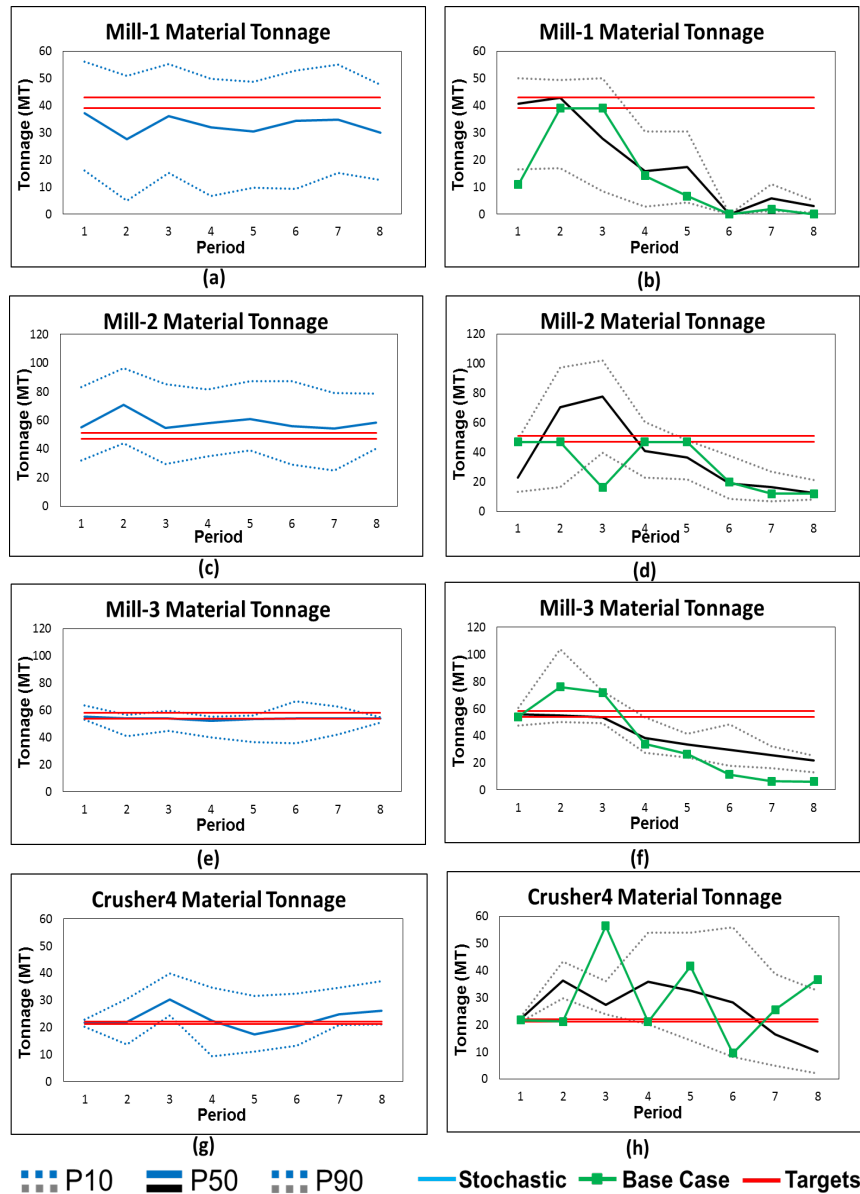 Mill-1 Material Tonnage
Tonnage (MT)
60
50
40
30
20
10
0
1 2 3 4 5 6 7 8
Period
(a)
Mill-1 Material Tonnage
Tonnage (MT)
60
50
40
30
20
10
0
1 2 3 4 5 6 7 8
Period
(b)
Mill-2 Material Tonnage
Tonnage (MT)
120
100
80
60
40
20
0
1 2 3 4 5 6 7 8
Period
(c)
Mill-2 Material Tonnage
Tonnage (MT)
120
100
80
60
40
20
0
1 2 3 4 5 6 7 8
Period
(d)
Mill-3 Material Tonnage
Tonnage (MT)
120
100
80
60
40
20
0
1 2 3 4 5 6 7 8
Period
(e)
Mill-3 Material Tonnage
Tonnage (MT)
120
100
80
60
40
20
0
1 2 3 4 5 6 7 8
Period
(f)
Crusher4 Material Tonnage
Tonnage (MT)
60
50
40
30
20
10
0
1 2 3 4 5 6 7 8
Period
(g)
Crusher4 Material Tonnage
Tonnage (MT)
60
50
40
30
20
10
0
1 2 3 4 5 6 7 8
Period
(h)
P10 P50 P90 Stochastic Base Case Targets